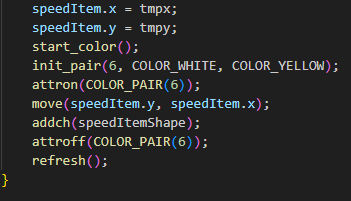 speedItem.x = tmpx;
speedItem.y = tmpy;
start_color();
init_pair(6, COLOR_WHITE, COLOR_YELLOW);
attron(COLOR_PAIR(6));
move(speedItem.y, speedItem.x);
addch(speedItemShape);
attroff(COLOR_PAIR(6));
refresh();
}